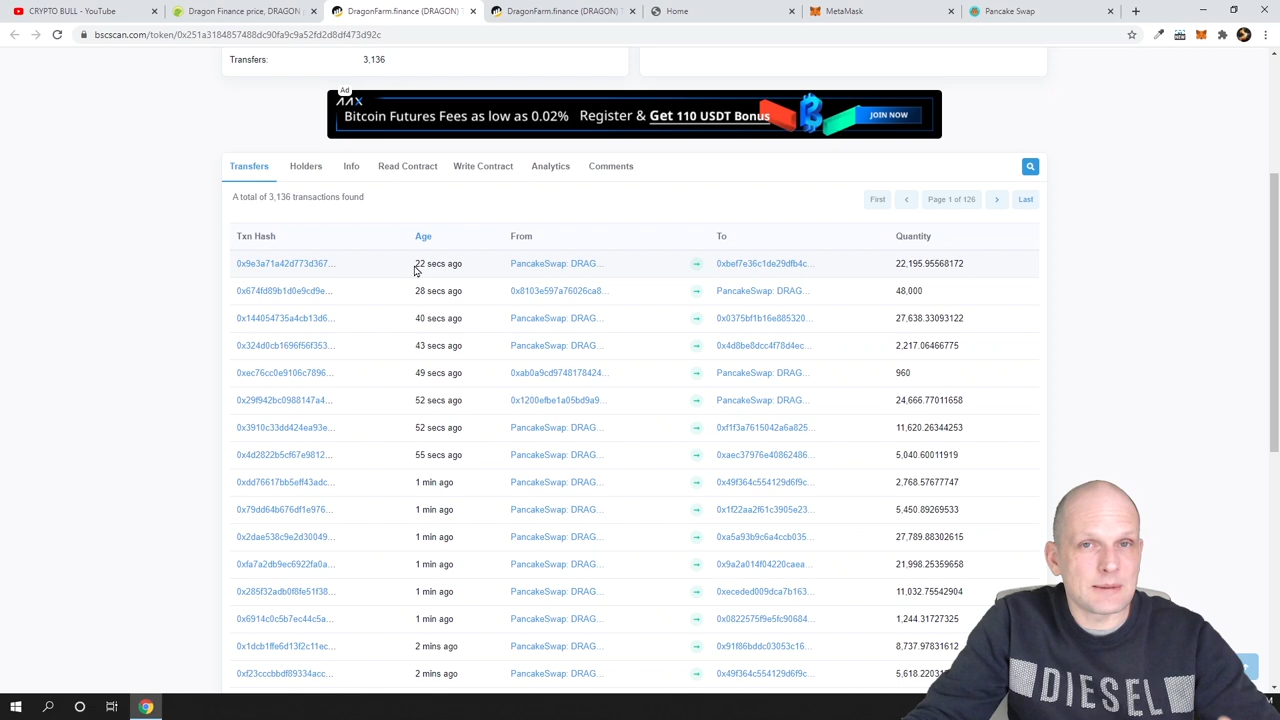 CRYPTO BULL - YouTube
Dragon Finance price, DRAGON
DragonFarm.finance (DRAGON) T
DragonFarm.finance (DRAGON) T
Home
MetaMask
Pancake Swap
bscscan.com/token/0x251a3184857488dc90fa9c9a52fd2d8df473d92c
Transfers: 3,136
Ad
AAX
Bitcoin Futures Fees as low as 0.02% Register & Get 110 USDT Bonus JOIN NOW
Transfers Holders Info Read Contract Write Contract Analytics Comments
A total of 3,136 transactions found First Page 1 of 126 Last
Txn Hash Age From To Quantity
0x9e3a71a42d773d367... 22 secs ago PancakeSwap: DRAG... 0xbef7e36c1de29dfb4c... 22,195.95568172
0x674fd89b1d0e9cd9e... 28 secs ago 0x8103e597a76026ca8... PancakeSwap: DRAG... 48,000
0x144054735a4cb13d6... 40 secs ago PancakeSwap: DRAG... 0x0375bf1b16e885320... 27,638.33093122
0x324d0cb1696f56f353... 43 secs ago PancakeSwap: DRAG... 0x4d8be8dcc4f78d4ec... 2,217.06466775
0xec76cc0e9106c7896... 49 secs ago 0xab0a9cd9748178424... PancakeSwap: DRAG... 960
0x29f942bc0988147a4... 52 secs ago 0x1200efbe1a05bd9a9... PancakeSwap: DRAG... 24,666.77011658
0x3910c33dd424ea93e... 52 secs ago PancakeSwap: DRAG... 0xf1f3a7615042a6a825... 11,620.26344253
0x4d2822b5cf67e9812... 55 secs ago PancakeSwap: DRAG... 0xaec37976e40862486... 5,040.60011919
0xdd76617bb5eff43adc... 1 min ago PancakeSwap: DRAG... 0x49f364c554129d6f9c... 2,768.57677747
0x79dd64b676df1e976... 1 min ago PancakeSwap: DRAG... 0x1f22aa2f61c3905e23... 5,450.89269533
0x2dae538c9e2d30049... 1 min ago PancakeSwap: DRAG... 0xa5a93b9c6a4ccb035... 27,789.88302615
0xfa7a2db9ec6922fa0a... 1 min ago PancakeSwap: DRAG... 0x9a2a014f04220caea... 21,998.25359658
0x285f32adb0f8fe51f38... 1 min ago PancakeSwap: DRAG... 0xeceded009dca7b163... 11,032.75542904
0x6914c0c5b7ec44c5a... 1 min ago PancakeSwap: DRAG... 0x0822575f9e5fc90684... 1,244.31727325
0x1dcb1ffe6d13f2c11ec... 2 mins ago PancakeSwap: DRAG... 0x91f86bddc03053c16... 8,737.97831612
0xf23cccbbdf89334acc... 2 mins ago PancakeSwap: DRAG... 0x49f364c554129d6f9c... 5,618.2203
DIESEL